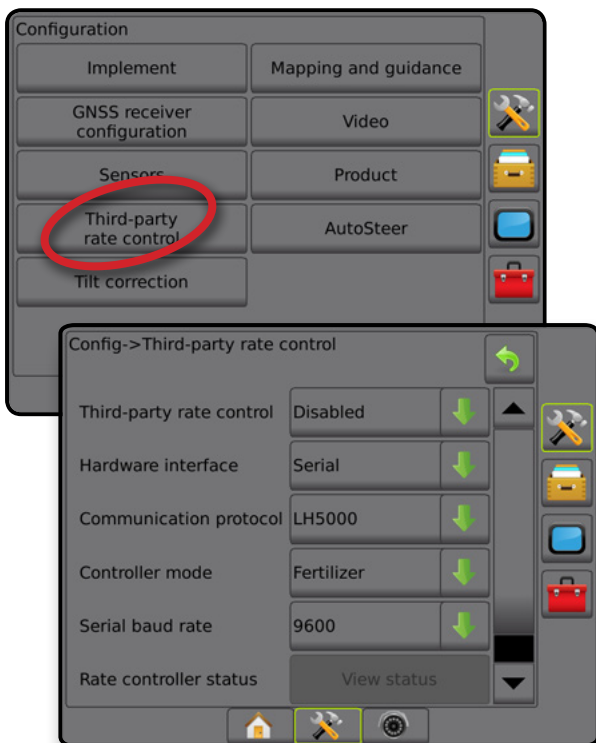 Configuration
Implement
Mapping and guidance
GNSS receiver
configuration
Video
Sensors
Product
Third-party
rate control
AutoSteer
Tilt correction
Config->Third-party rate control
Third-party rate control Disabled
Hardware interface Serial
Communication protocol LH5000
Controller mode Fertilizer
Serial baud rate 9600
Rate controller status View status